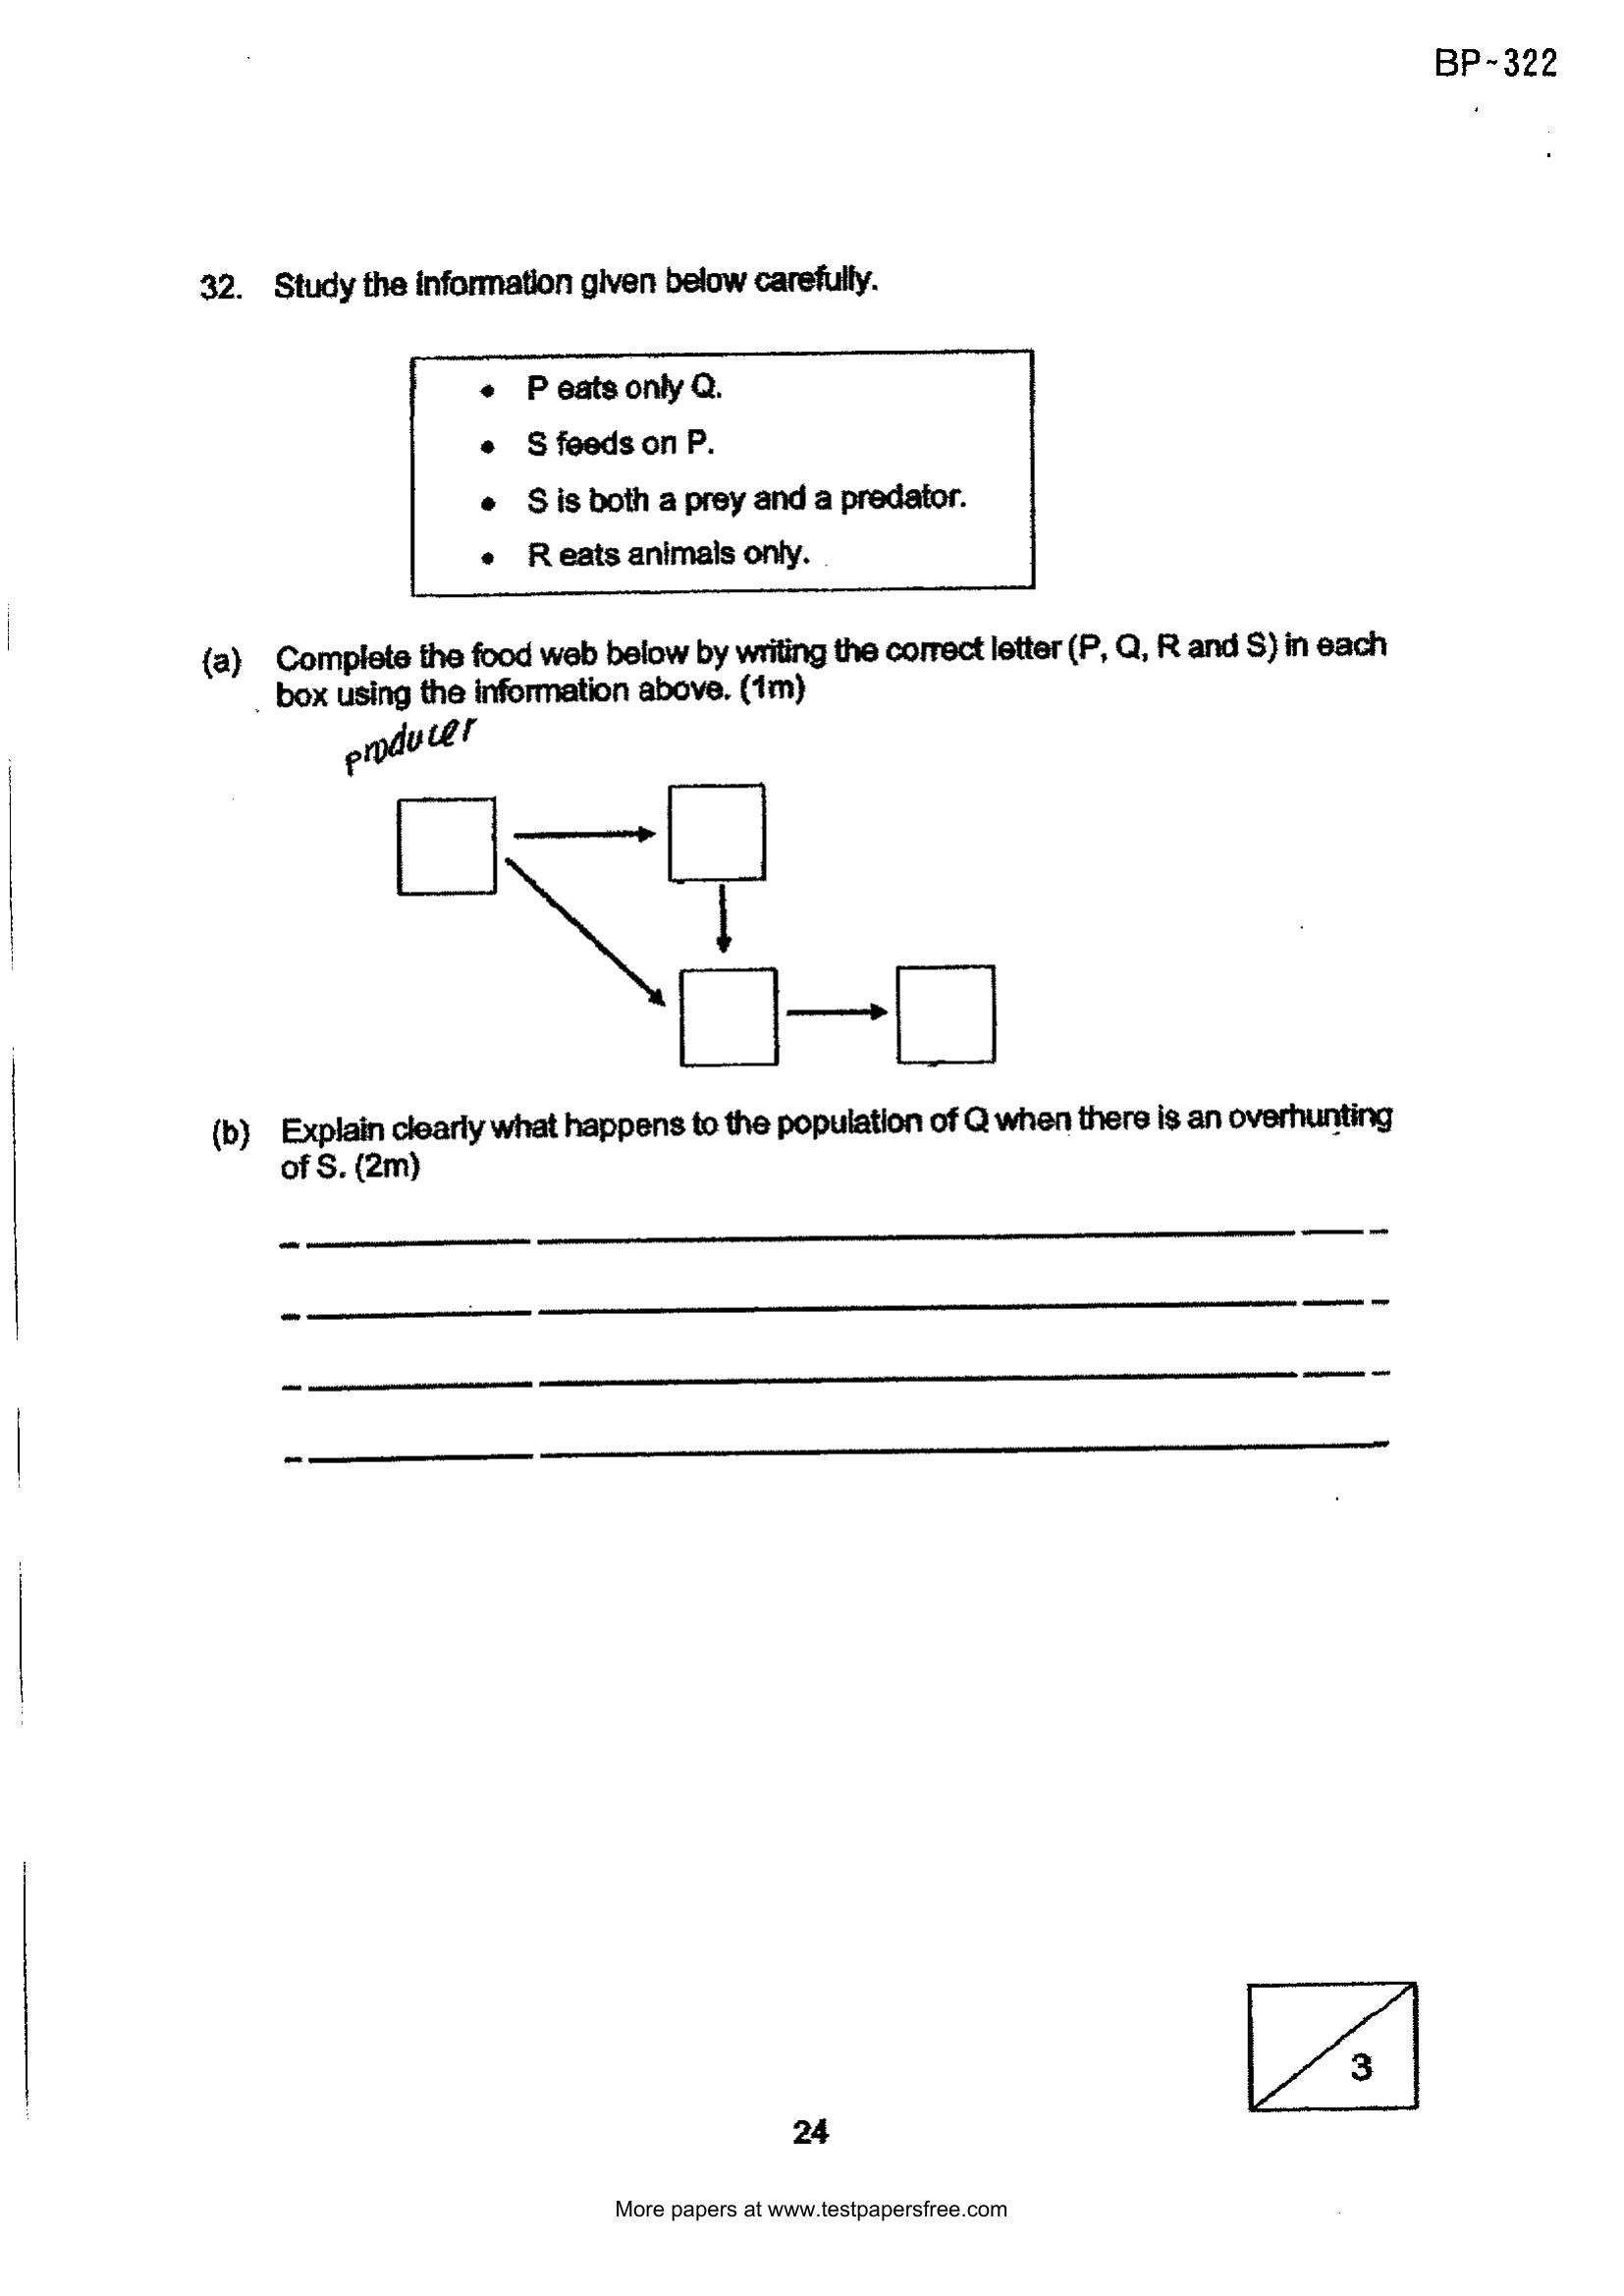 BP~322
32. Study the information given below carefully.
• P eats only Q.
• S feeds on P.
• S is both a prey and a predator.
• R eats animals only.
(a) Complete the food web below by writing the correct letter (P, Q, R and S) in each
box using the information above. (1m)
producer
(b) Explain clearly what happens to the population of Q when there is an overhunting
of S. (2m)
3
24
More papers at www.testpapersfree.com